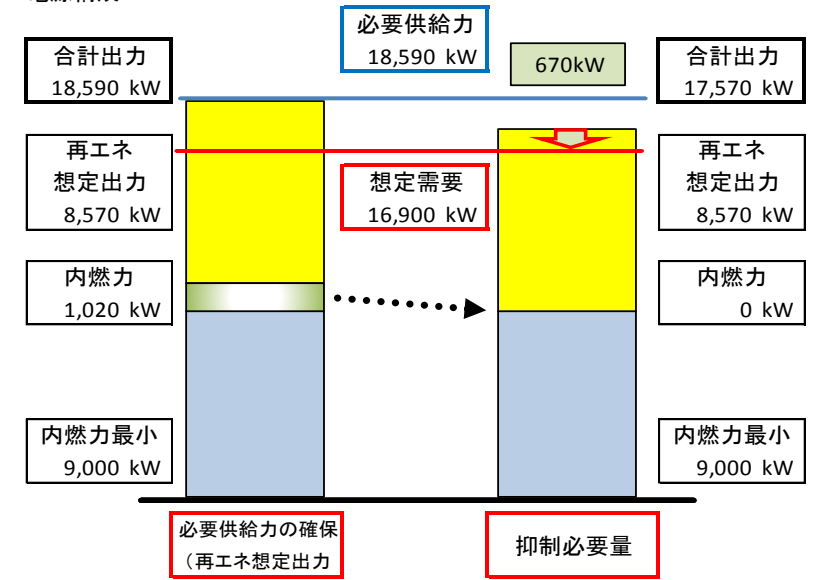 必要供給力
18,590 kW
合計出力
18,590 kW
670kW
合計出力
17,570 kW
再エネ
想定出力
8,570 kW
想定需要
16,900 kW
再エネ
想定出力
8,570 kW
内燃力
1,020 kW
内燃力
0 kW
内燃力最小
9,000 kW
内燃力最小
9,000 kW
必要供給力の確保
（再エネ想定出力
抑制必要量